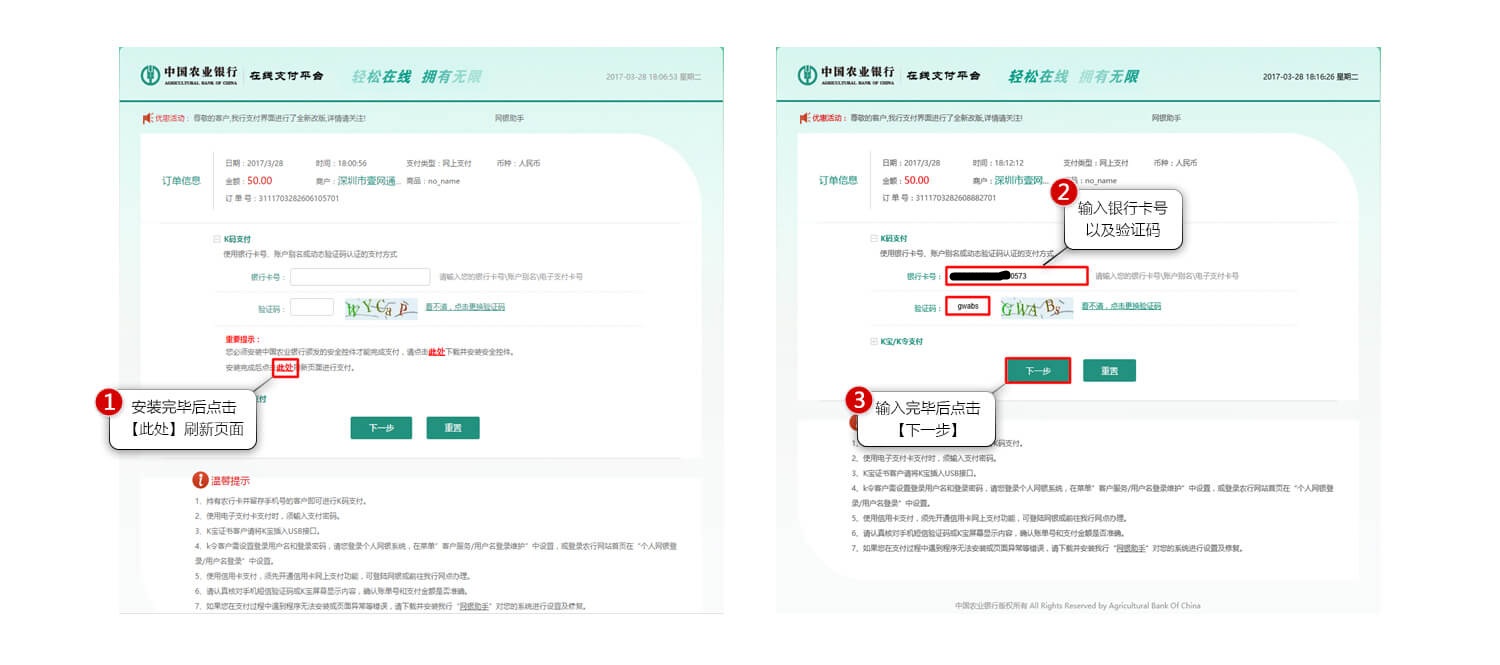 中国农业银行
AGRICULTURAL BANK OF CHINA
在线支付平台
轻松在线 拥有无限
2017-03-28 18:06:53 星期二
优惠活动：尊敬的客户,我行支付界面进行了全新改版,详情请关注!
网银助手
订单信息
日期：2017/3/28 时间：18:00:56 支付类型：网上支付 币种：人民币
金额：50.00 商户：深圳市壹网通... 商品：no_name
订 单 号：3111703282606105701
K码支付
使用银行卡号、账户别名或动态验证码认证的支付方式
银行卡号： 请输入您的银行卡号\账户别名\电子支付卡号
验证码： WYCaP 看不清，点击更换验证码
重要提示：
您必须安装中国农业银行颁发的安全控件才能完成支付，请点击此处下载并安装安全控件。
安装完成后点击此处刷新页面进行支付。
1 安装完毕后点击
【此处】刷新页面
付
下一步 重置
温馨提示
1、持有农行卡并留存手机号的客户即可进行K码支付。
2、使用电子支付卡支付时，须输入支付密码。
3、K宝证书客户请将K宝插入USB接口。
4、k令客户需设置登录用户名和登录密码，请您登录个人网银系统，在菜单“客户服务/用户名登录维护”中设置，或登录农行网站首页在“个人网银登
录/用户名登录”中设置。
5、使用信用卡支付，须先开通信用卡网上支付功能，可登陆网银或前往我行网点办理。
6、请认真核对手机短信验证码或K宝屏幕显示内容，确认账单号和支付金额是否准确。
7、如果您在支付过程中遇到程序无法安装或页面异常等错误，请下载并安装我行“网银助手”对您的系统进行设置及修复。
中国农业银行
AGRICULTURAL BANK OF CHINA
在线支付平台
轻松在线 拥有无限
2017-03-28 18:16:26 星期二
优惠活动：尊敬的客户,我行支付界面进行了全新改版,详情请关注!
网银助手
订单信息
日期：2017/3/28 时间：18:12:12 支付类型：网上支付 币种：人民币
金额：50.00 商户：深圳市壹网... 品：no_name
订 单 号：3111703282608882701
2 输入银行卡号
以及验证码
K码支付
使用银行卡号、账户别名或动态验证码认证的支付方式
银行卡号： 0573 请输入您的银行卡号\账户别名\电子支付卡号
验证码： gwabs GWABs 看不清，点击更换验证码
K宝/K令支付
下一步 重置
3 输入完毕后点击
【下一步】
1、 K码支付。
2、使用电子支付卡支付时，须输入支付密码。
3、K宝证书客户请将K宝插入USB接口。
4、k令客户需设置登录用户名和登录密码，请您登录个人网银系统，在菜单“客户服务/用户名登录维护”中设置，或登录农行网站首页在“个人网银登
录/用户名登录”中设置。
5、使用信用卡支付，须先开通信用卡网上支付功能，可登陆网银或前往我行网点办理。
6、请认真核对手机短信验证码或K宝屏幕显示内容，确认账单号和支付金额是否准确。
7、如果您在支付过程中遇到程序无法安装或页面异常等错误，请下载并安装我行“网银助手”对您的系统进行设置及修复。
中国农业银行版权所有 All Rights Reserved by Agricultural Bank Of China